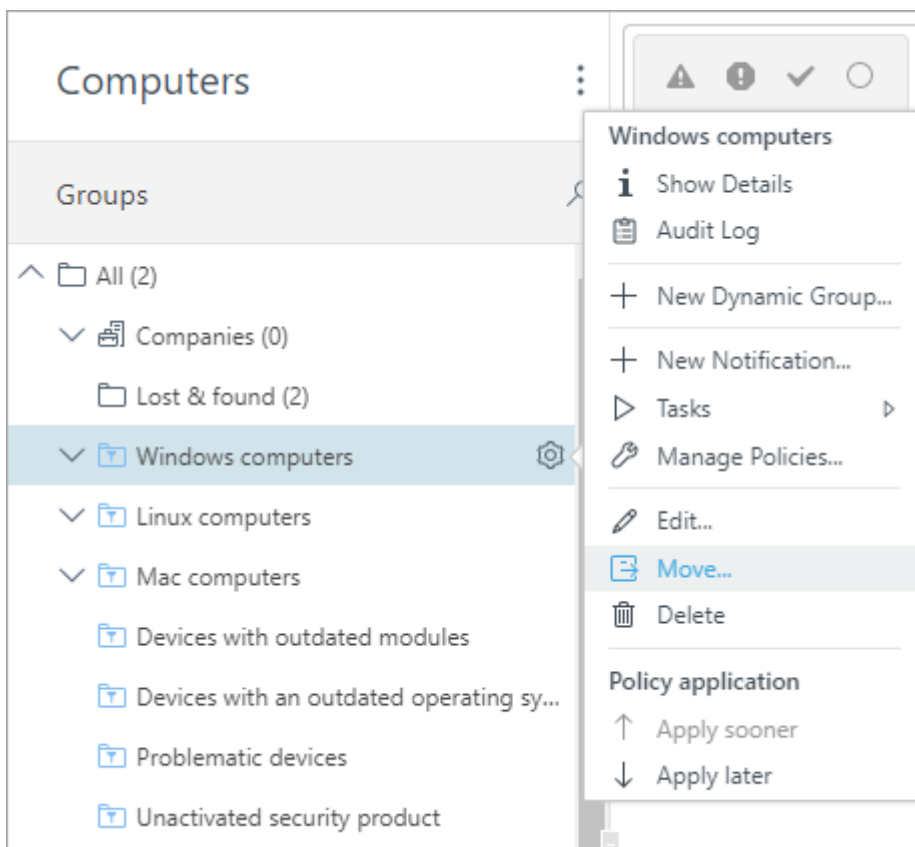 Computers
Groups
All (2)
Companies (0)
Lost & found (2)
Windows computers
Linux computers
Mac computers
Devices with outdated modules
Devices with an outdated operating sy...
Problematic devices
Unactivated security product
Windows computers
Show Details
Audit Log
New Dynamic Group...
New Notification...
Tasks
Manage Policies...
Edit...
Move...
Delete
Policy application
Apply sooner
Apply later